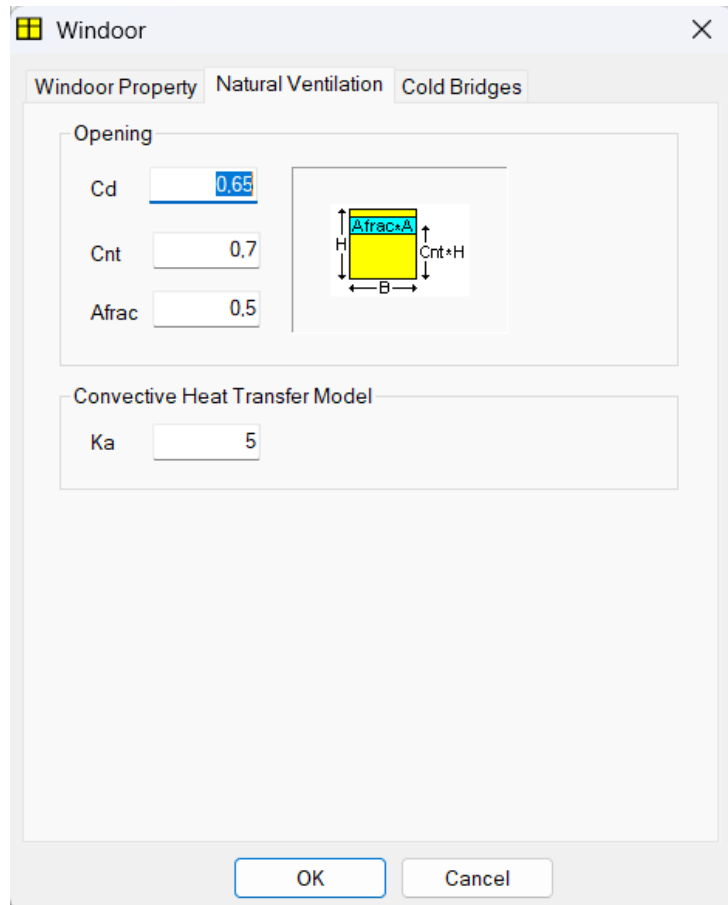 Windoor
Windoor Property Natural Ventilation Cold Bridges
Opening
Cd 0,65
Cnt 0,7
Afrac 0,5
Afrac*A
H
Cnt*H
B
Convective Heat Transfer Model
Ka 5
OK Cancel